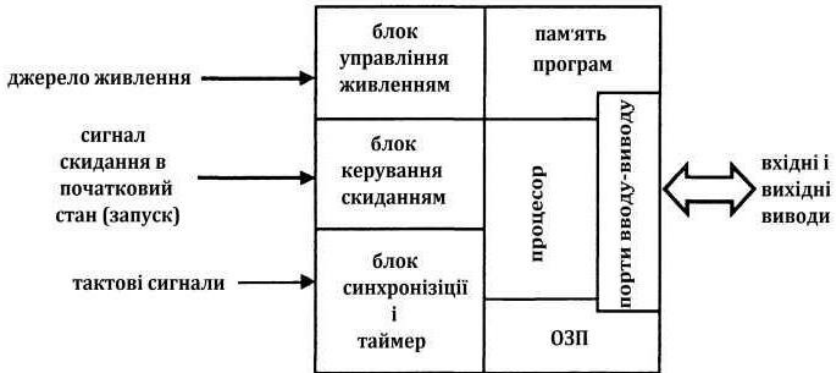 джерело живлення
сигнал
скидання в
початковий
стан (запуск)
тактові сигнали
блок
управління
живленням
блок
керування
скиданням
блок
синхронізіції
і
таймер
пам'ять
програм
процесор
порти вводу-виводу
ОЗП
вхідні і
вихідні
виводи